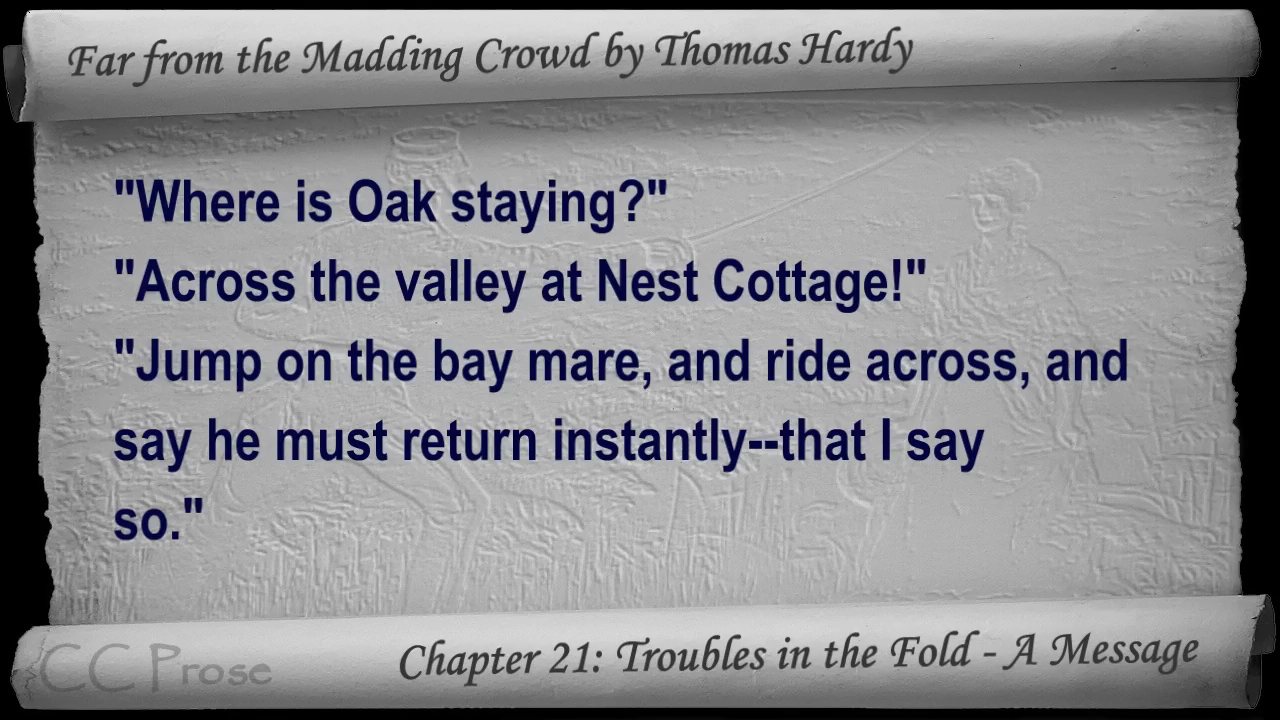 Far from the Madding Crowd by Thomas Hardy
"Where is Oak staying?"
"Across the valley at Nest Cottage!"
"Jump on the bay mare, and ride across, and
say he must return instantly--that I say
so."
CC Prose
Chapter 21: Troubles in the Fold - A Message